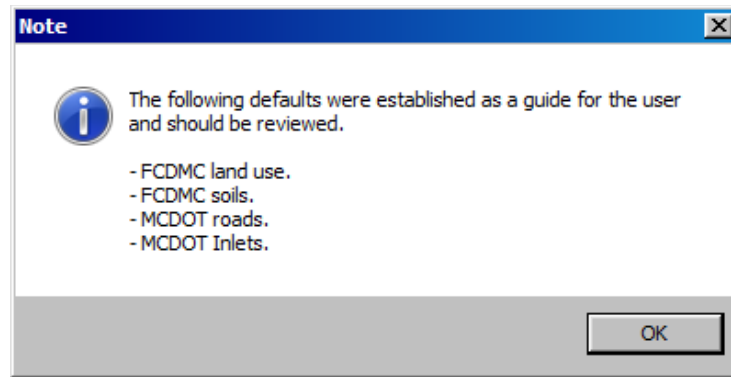 Note
The following defaults were established as a guide for the user
and should be reviewed.
- FCDMC land use.
- FCDMC soils.
- MCDOT roads.
- MCDOT Inlets.
OK